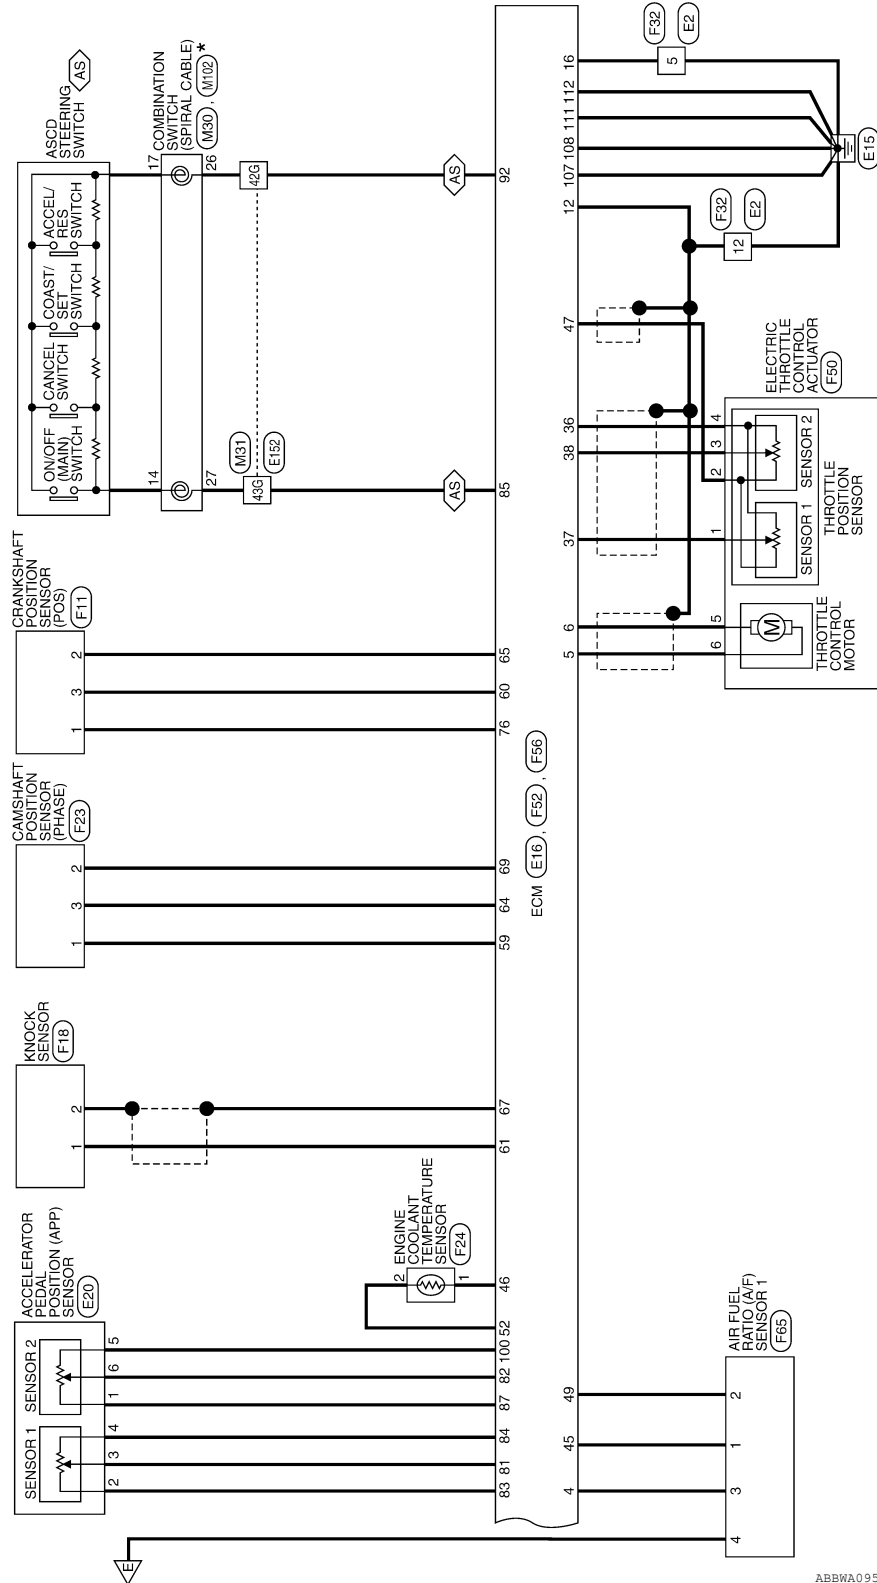 ASCD
STEERING
SWITCH
AS
ON/OFF
(MAIN)
SWITCH
CANCEL
SWITCH
COAST/
SET
SWITCH
ACCEL/
RES
SWITCH
COMBINATION
SWITCH
(SPIRAL CABLE)
M30 , M102 *
14
17
27
26
M31
E152
43G
42G
AS
AS
85
92
CRANKSHAFT
POSITION
SENSOR
(POS)
F11
1
3
2
76
60
65
CAMSHAFT
POSITION
SENSOR
(PHASE)
F23
1
3
2
59
64
69
KNOCK
SENSOR
F18
1
2
61
67
ENGINE
COOLANT
TEMPERATURE
SENSOR
F24
2
1
52
46
ACCELERATOR
PEDAL
POSITION (APP)
SENSOR
E20
SENSOR 1
SENSOR 2
2
3
4
1
6
5
83
81
84
87
82
100
E
ECM E16 , F52 , F56
4
45
49
5
6
37
38
36
47
12
107
108
111
112
16
AIR FUEL
RATIO (A/F)
SENSOR 1
F65
4
3
1
2
ELECTRIC
THROTTLE
CONTROL
ACTUATOR
F50
6
5
1
2
3
4
M
THROTTLE
CONTROL
MOTOR
SENSOR 1
SENSOR 2
THROTTLE
POSITION
SENSOR
F32
E2
12
F32
E2
5
E15
ABBWA095